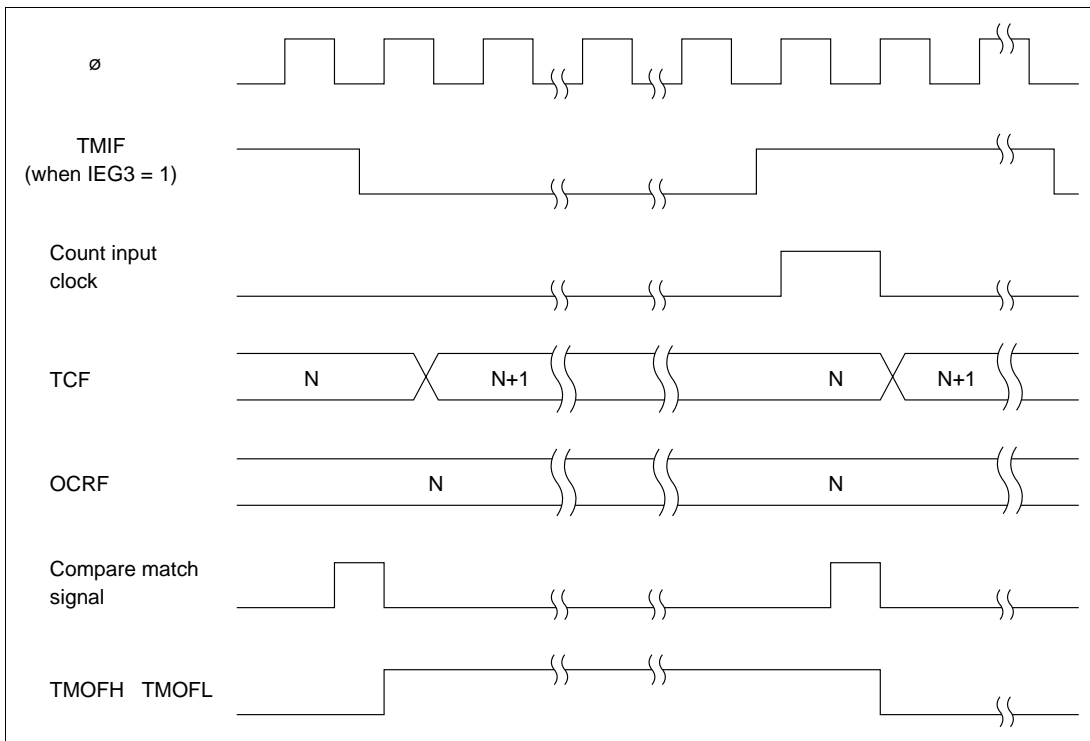 ø
TMIF
(when IEG3 = 1)
Count input
clock
TCF
N
N+1
N
N+1
OCRF
N
N
Compare match
signal
TMOFH TMOFL